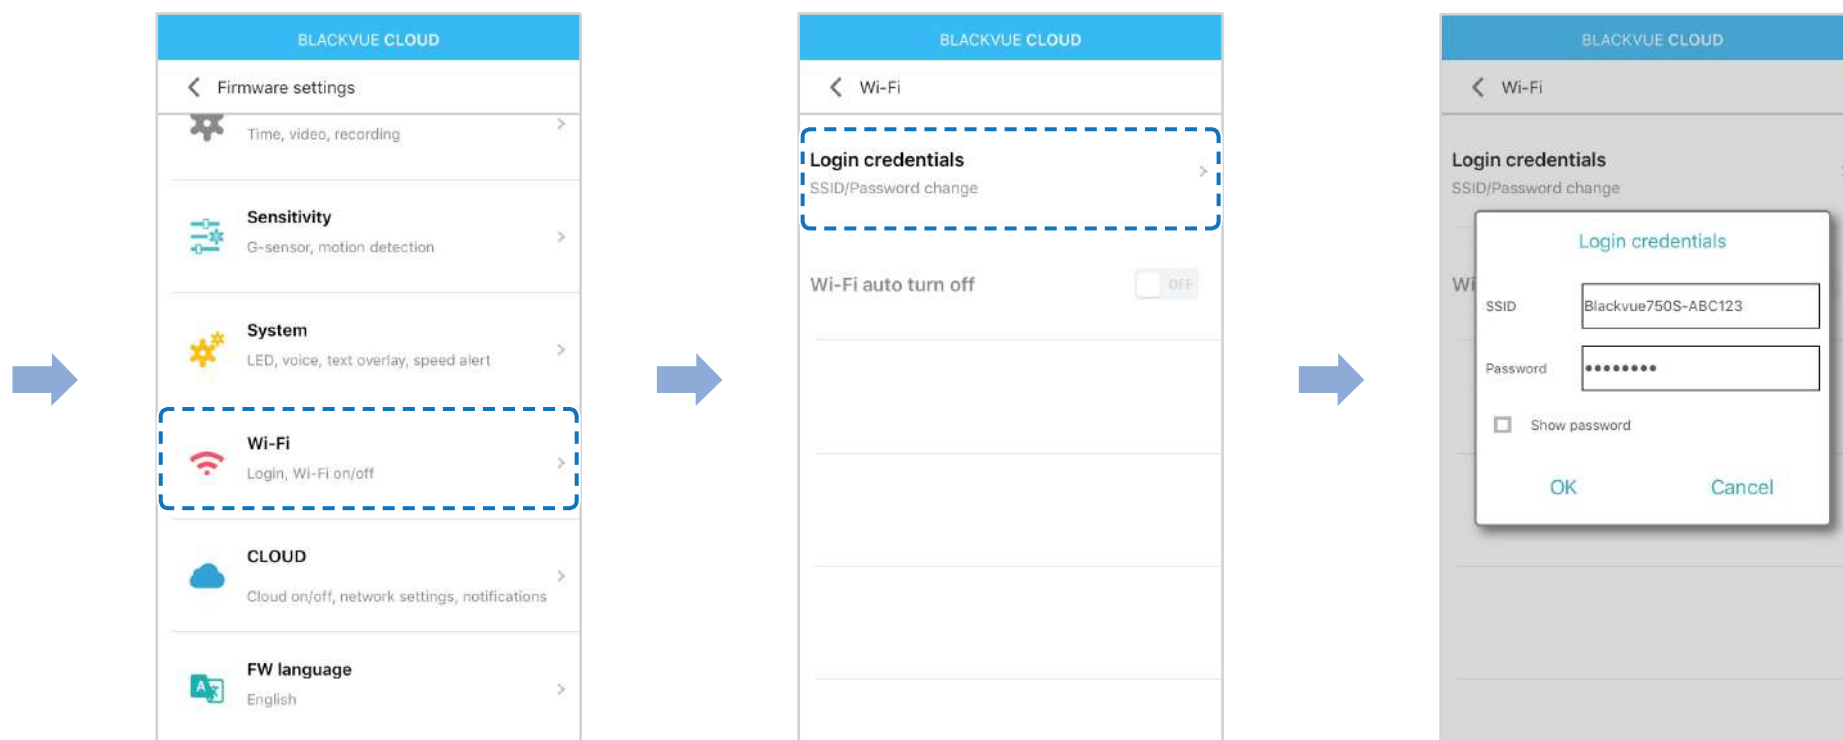 BLACKVUE CLOUD
Firmware settings
Time, video, recording
Sensitivity
G-sensor, motion detection
System
LED, voice, text overlay, speed alert
Wi-Fi
Login, Wi-Fi on/off
CLOUD
Cloud on/off, network settings, notifications
FW language
English
BLACKVUE CLOUD
Wi-Fi
Login credentials
SSID/Password change
Wi-Fi auto turn off
OFF
BLACKVUE CLOUD
Wi-Fi
Login credentials
SSID/Password change
Wi
Login credentials
SSID
Blackvue750S-ABC123
Password
••••••••
Show password
OK Cancel